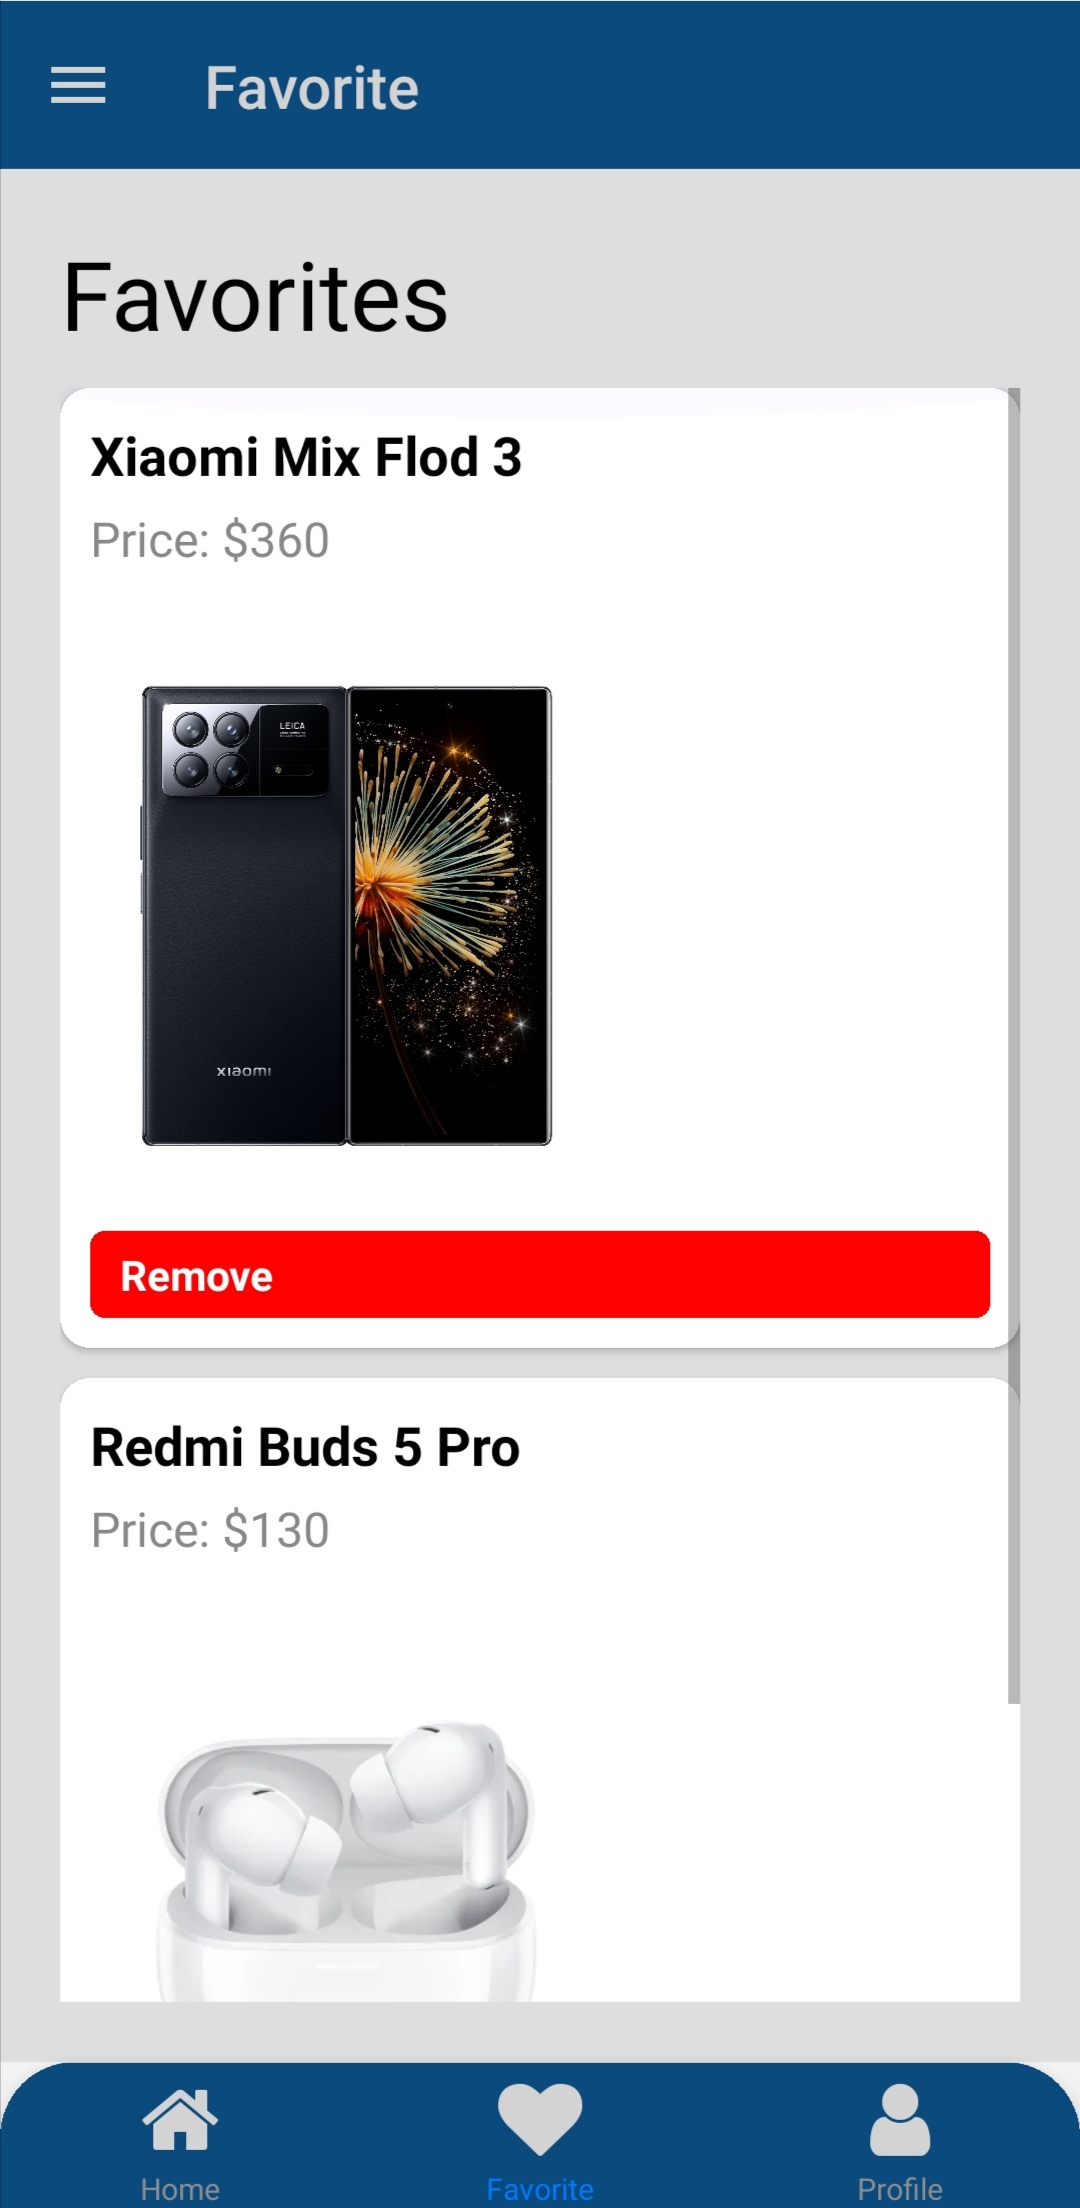 Favorite
Favorites
Xiaomi Mix Flod 3
Price: $360
LEICA
xiaomi
Remove
Redmi Buds 5 Pro
Price: $130
Home
Favorite
Profile